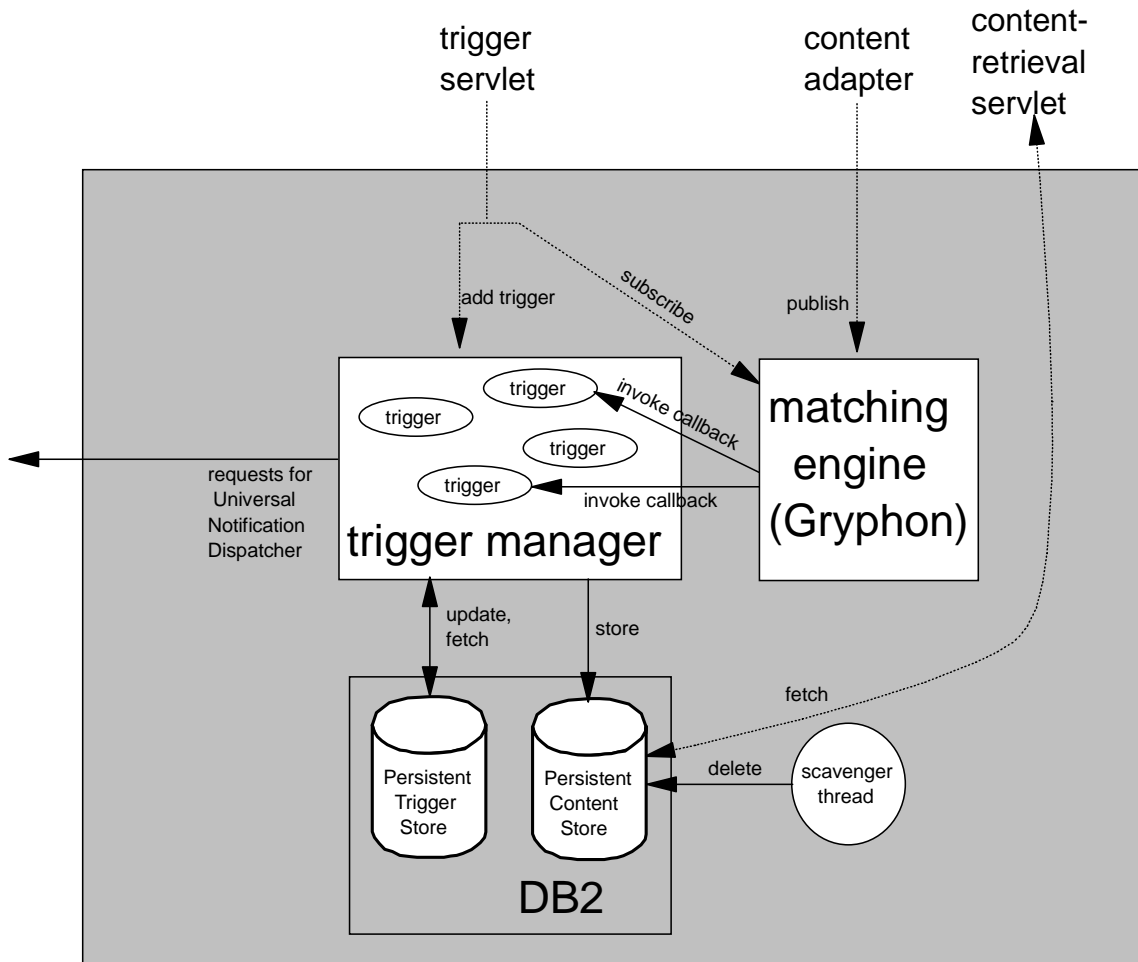 trigger
servlet
content
adapter
content-
retrieval
servlet
add trigger
subscribe
publish
trigger
trigger
trigger
trigger
trigger manager
invoke callback
invoke callback
matching
engine
(Gryphon)
requests for
Universal
Notification
Dispatcher
update,
fetch
store
fetch
delete
scavenger
thread
Persistent
Trigger
Store
Persistent
Content
Store
DB2